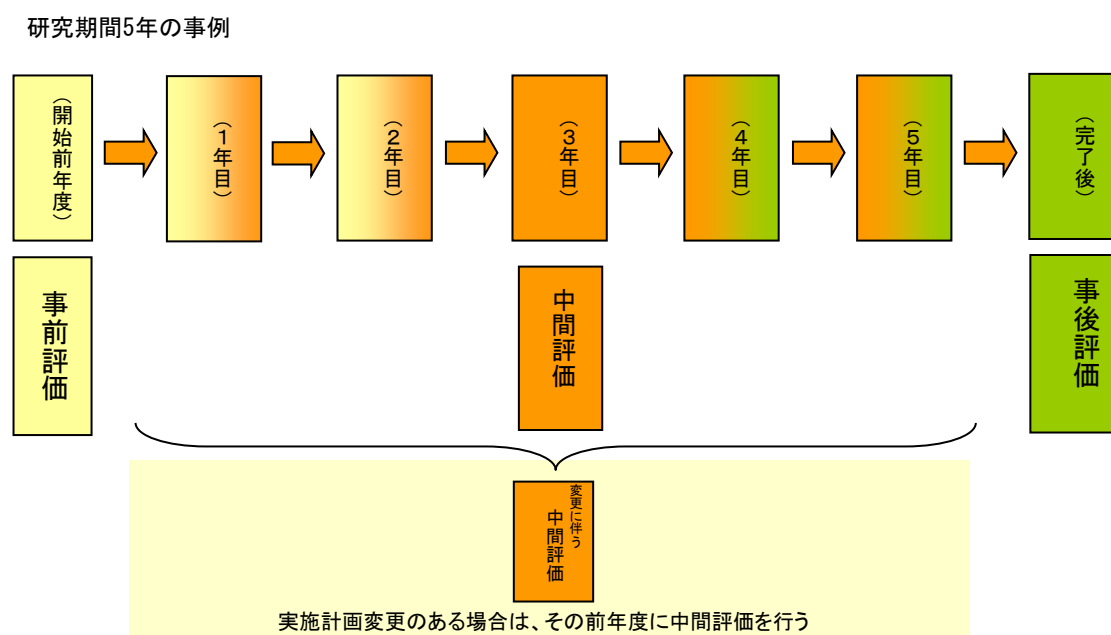 研究期間5年の事例
（開始前年度）
（１年目）
（２年目）
（３年目）
（４年目）
（５年目）
（完了後）
事前評価
中間評価
事後評価
変更に伴う
中間評価
実施計画変更のある場合は、その前年度に中間評価を行う